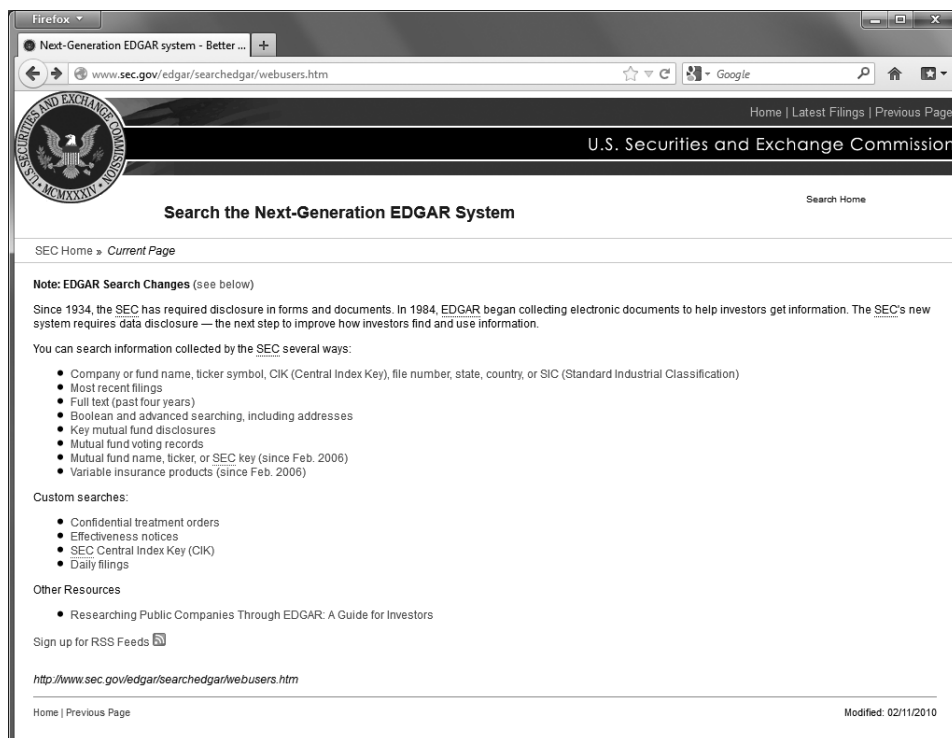 Firefox
Next-Generation EDGAR system - Better ... +
www.sec.gov/edgar/searchedgar/webusers.htm
Google
U.S. SECURITIES AND EXCHANGE COMMISSION
MCMXXXIV
Home | Latest Filings | Previous Page
U.S. Securities and Exchange Commission
Search the Next-Generation EDGAR System
Search Home
SEC Home » Current Page
Note: EDGAR Search Changes (see below)
Since 1934, the SEC has required disclosure in forms and documents. In 1984, EDGAR began collecting electronic documents to help investors get information. The SEC's new
system requires data disclosure — the next step to improve how investors find and use information.
You can search information collected by the SEC several ways:
• Company or fund name, ticker symbol, CIK (Central Index Key), file number, state, country, or SIC (Standard Industrial Classification)
• Most recent filings
• Full text (past four years)
• Boolean and advanced searching, including addresses
• Key mutual fund disclosures
• Mutual fund voting records
• Mutual fund name, ticker, or SEC key (since Feb. 2006)
• Variable insurance products (since Feb. 2006)
Custom searches:
• Confidential treatment orders
• Effectiveness notices
• SEC Central Index Key (CIK)
• Daily filings
Other Resources
• Researching Public Companies Through EDGAR: A Guide for Investors
Sign up for RSS Feeds
http://www.sec.gov/edgar/searchedgar/webusers.htm
Home | Previous Page
Modified: 02/11/2010